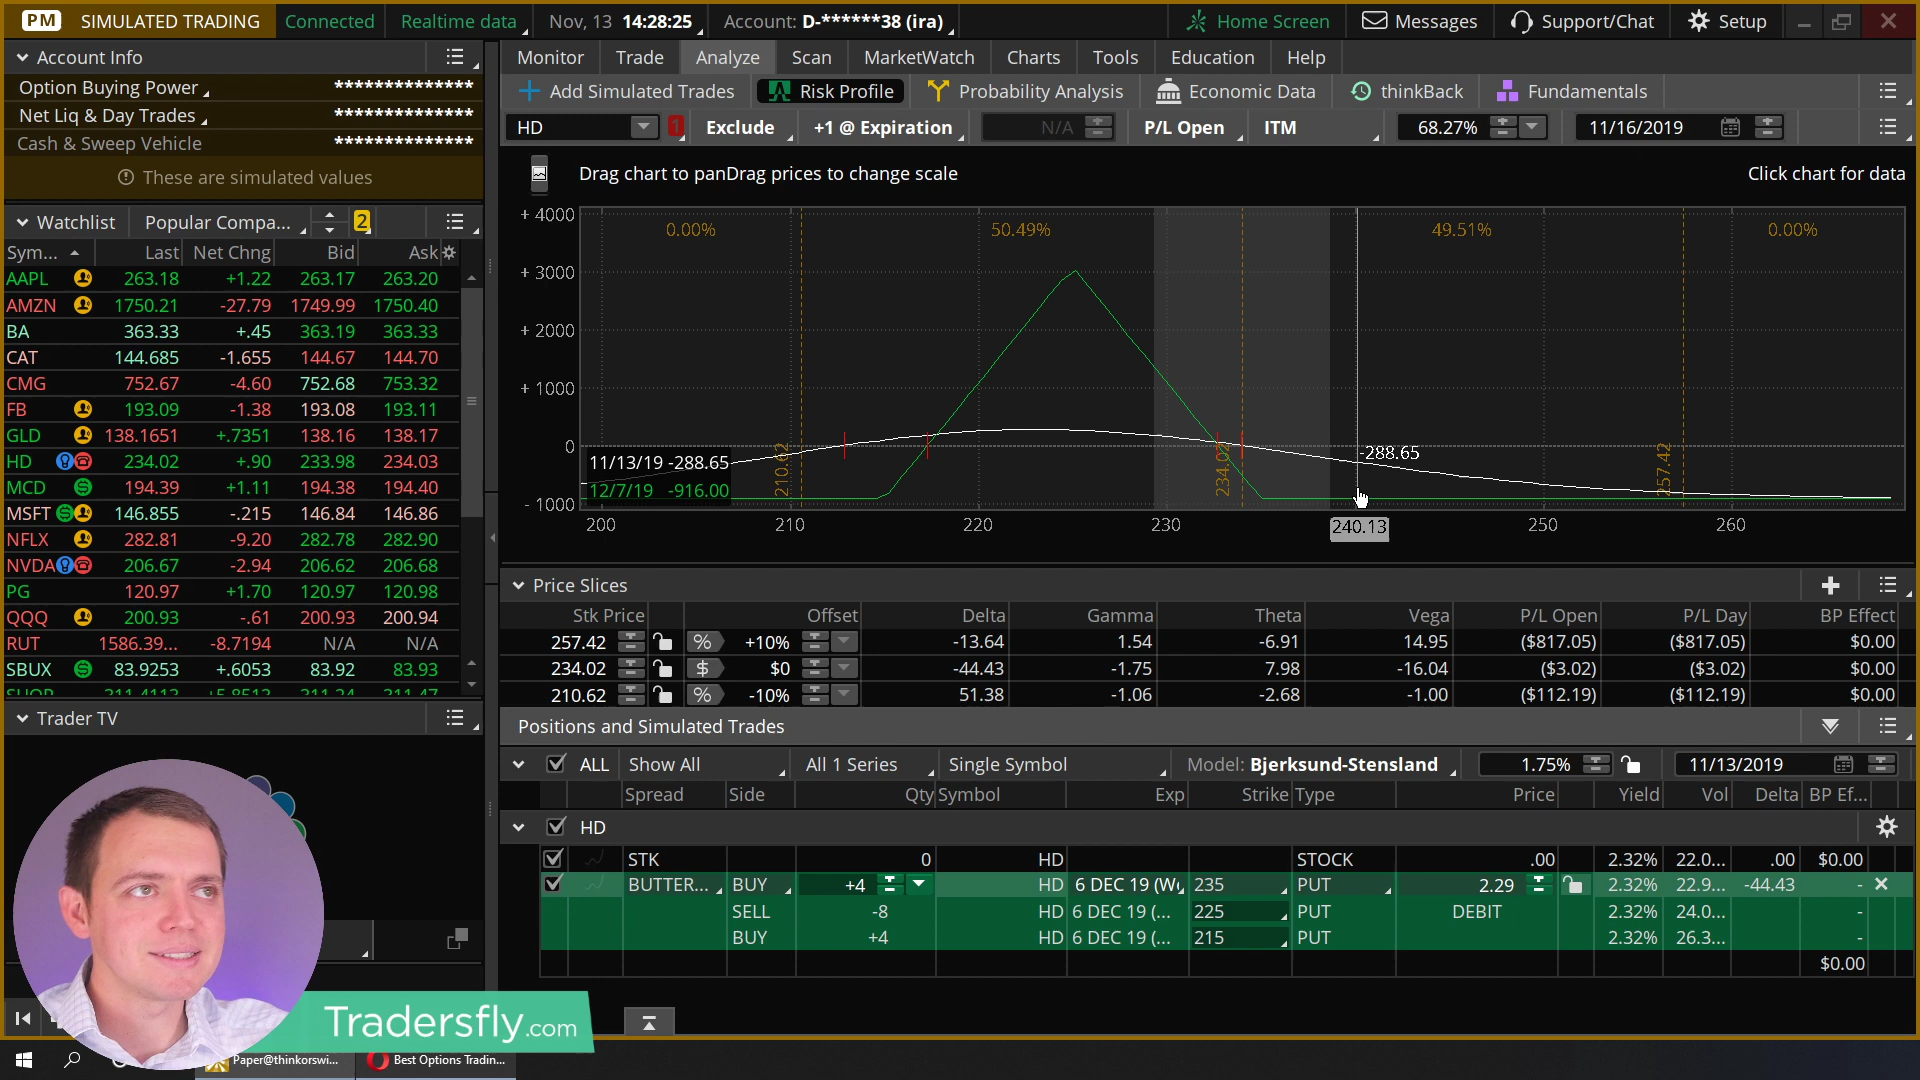 PM SIMULATED TRADING Connected Realtime data Nov, 13 14:28:25 Account: D-******38 (ira) Home Screen Messages Support/Chat Setup
Account Info
Option Buying Power **************
Net Liq & Day Trades **************
Cash & Sweep Vehicle **************
These are simulated values
Watchlist Popular Compa... 2
Sym... Last Net Chng Bid Ask
AAPL 263.18 +1.22 263.17 263.20
AMZN 1750.21 -27.79 1749.99 1750.40
BA 363.33 +.45 363.19 363.33
CAT 144.685 -1.655 144.67 144.70
CMG 752.67 -4.60 752.68 753.32
FB 193.09 -1.38 193.08 193.11
GLD 138.1651 +.7351 138.16 138.17
HD 234.02 +.90 233.98 234.03
MCD 194.39 +1.11 194.38 194.40
MSFT 146.855 -.215 146.84 146.86
NFLX 282.81 -9.20 282.78 282.90
NVDA 206.67 -2.94 206.62 206.68
PG 120.97 +1.70 120.97 120.98
QQQ 200.93 -.61 200.93 200.94
RUT 1586.39... -8.7194 N/A N/A
SBUX 83.9253 +.6053 83.92 83.93
Trader TV
Monitor Trade Analyze Scan MarketWatch Charts Tools Education Help
Add Simulated Trades Risk Profile Probability Analysis Economic Data thinkBack Fundamentals
HD 1 Exclude +1 @ Expiration N/A P/L Open ITM 68.27% 11/16/2019
Drag chart to panDrag prices to change scale Click chart for data
+ 4000
+ 3000
+ 2000
+ 1000
0
- 1000
0.00% 50.49% 49.51% 0.00%
210.62
234.02
257.42
11/13/19 -288.65
12/7/19 -916.00
-288.65
200 210 220 230 240.13 250 260
Price Slices
Stk Price Offset Delta Gamma Theta Vega P/L Open P/L Day BP Effect
257.42 % +10% -13.64 1.54 -6.91 14.95 ($817.05) ($817.05) $0.00
234.02 $ $0 -44.43 -1.75 7.98 -16.04 ($3.02) ($3.02) $0.00
210.62 % -10% 51.38 -1.06 -2.68 -1.00 ($112.19) ($112.19) $0.00
Positions and Simulated Trades
ALL Show All All 1 Series Single Symbol Model: Bjerksund-Stensland 1.75% 11/13/2019
Spread Side Qty Symbol Exp Strike Type Price Yield Vol Delta BP Ef...
HD
STK 0 HD STOCK .00 2.32% 22.0... .00 $0.00
BUTTER... BUY +4 HD 6 DEC 19 (W 235 PUT 2.29 2.32% 22.9... -44.43 -
SELL -8 HD 6 DEC 19 (... 225 PUT DEBIT 2.32% 24.0... -
BUY +4 HD 6 DEC 19 (... 215 PUT 2.32% 26.3... -
$0.00
Tradersfly.com
Paper@thinkorswi... Best Options Tradin...